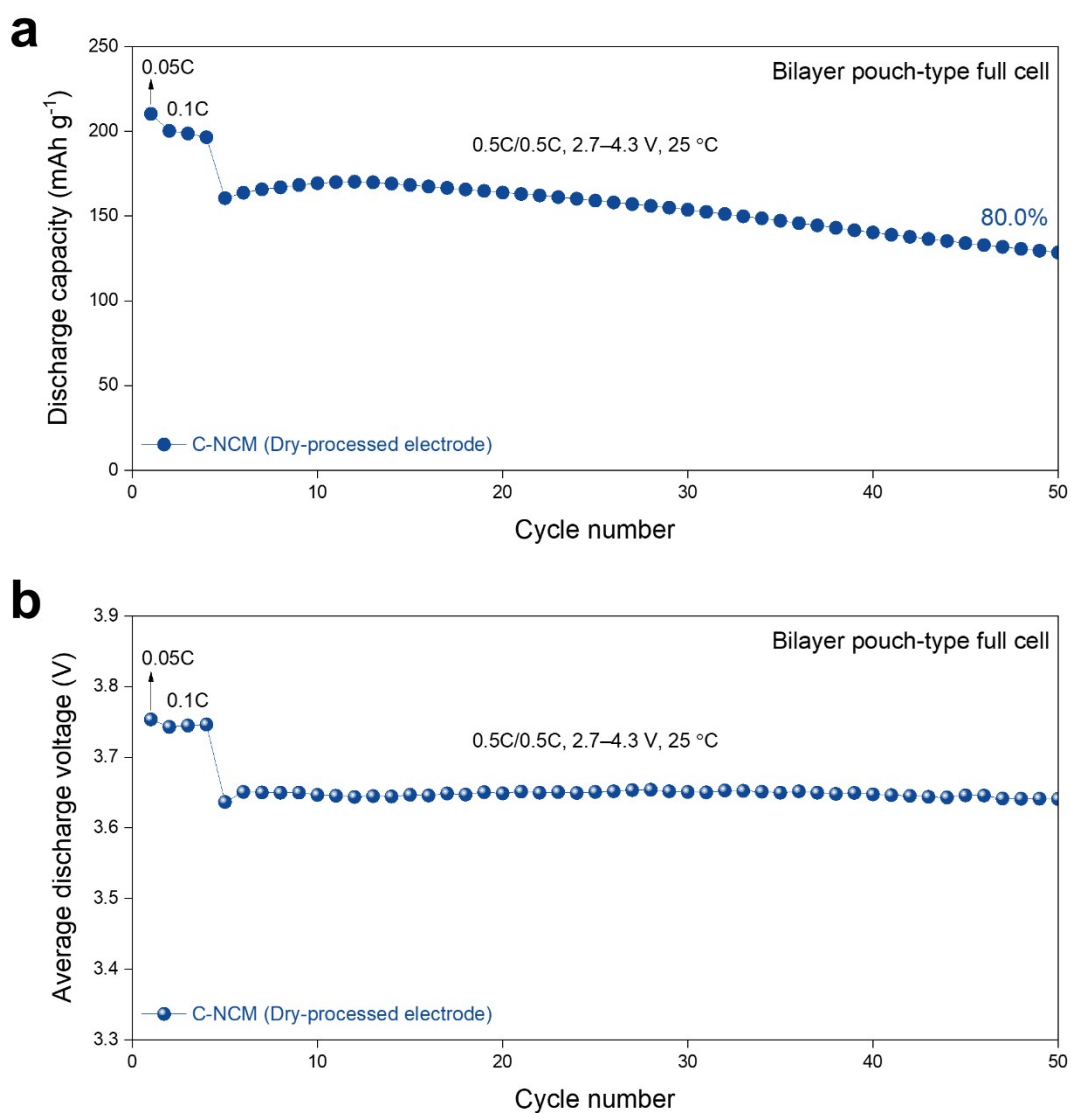 a
250
200
150
100
50
0
Discharge capacity (mAh g⁻¹)
0.05C
0.1C
Bilayer pouch-type full cell
0.5C/0.5C, 2.7–4.3 V, 25 °C
80.0%
C-NCM (Dry-processed electrode)
0 10 20 30 40 50
Cycle number
b
3.9
3.8
3.7
3.6
3.5
3.4
3.3
Average discharge voltage (V)
0.05C
0.1C
Bilayer pouch-type full cell
0.5C/0.5C, 2.7–4.3 V, 25 °C
C-NCM (Dry-processed electrode)
0 10 20 30 40 50
Cycle number